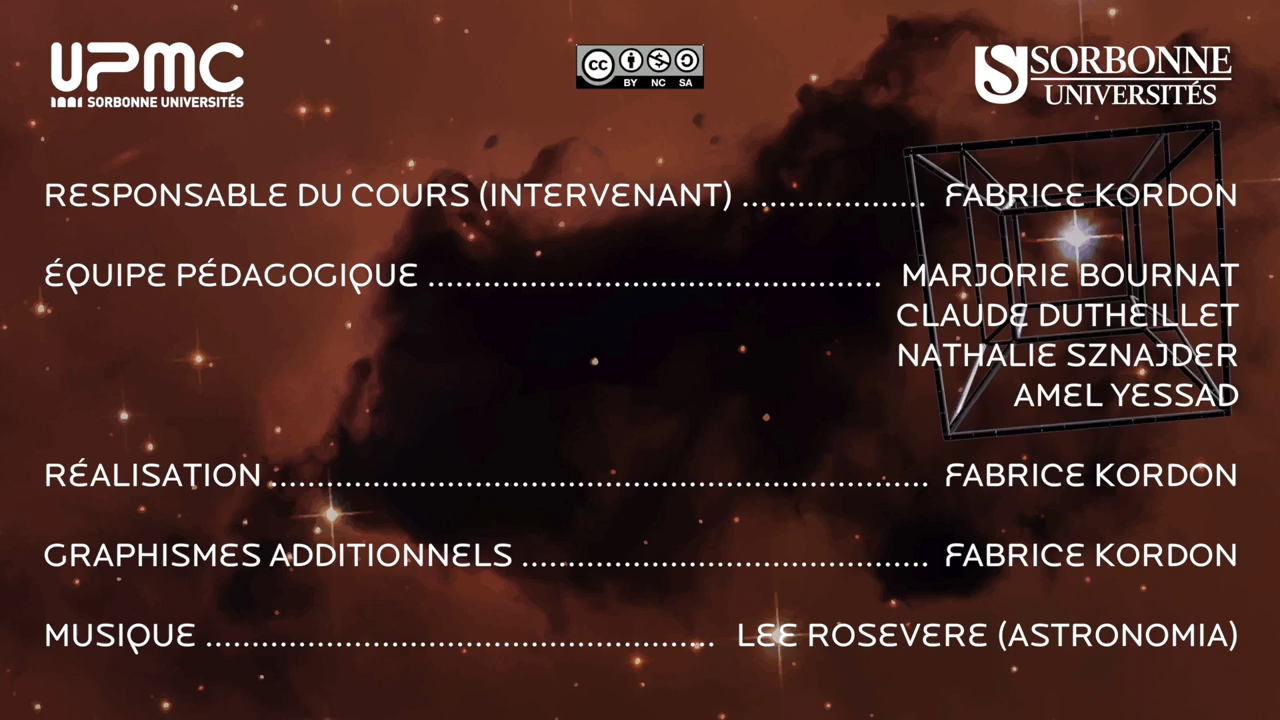 UPMC
SORBONNE UNIVERSITÉS
cc
BY NC SA
SORBONNE
UNIVERSITÉS
RESPONSABLE DU COURS (INTERVENANT) .................... FABRICE KORDON
ÉQUIPE PÉDAGOGIQUE ................................................ MARJORIE BOURNAT
CLAUDE DUTHEILLET
NATHALIE SZNAJDER
AMEL YESSAD
RÉALISATION ...................................................................... FABRICE KORDON
GRAPHISMES ADDITIONNELS ........................................... FABRICE KORDON
MUSIQUE ...................................................... LEE ROSEVERE (ASTRONOMIA)